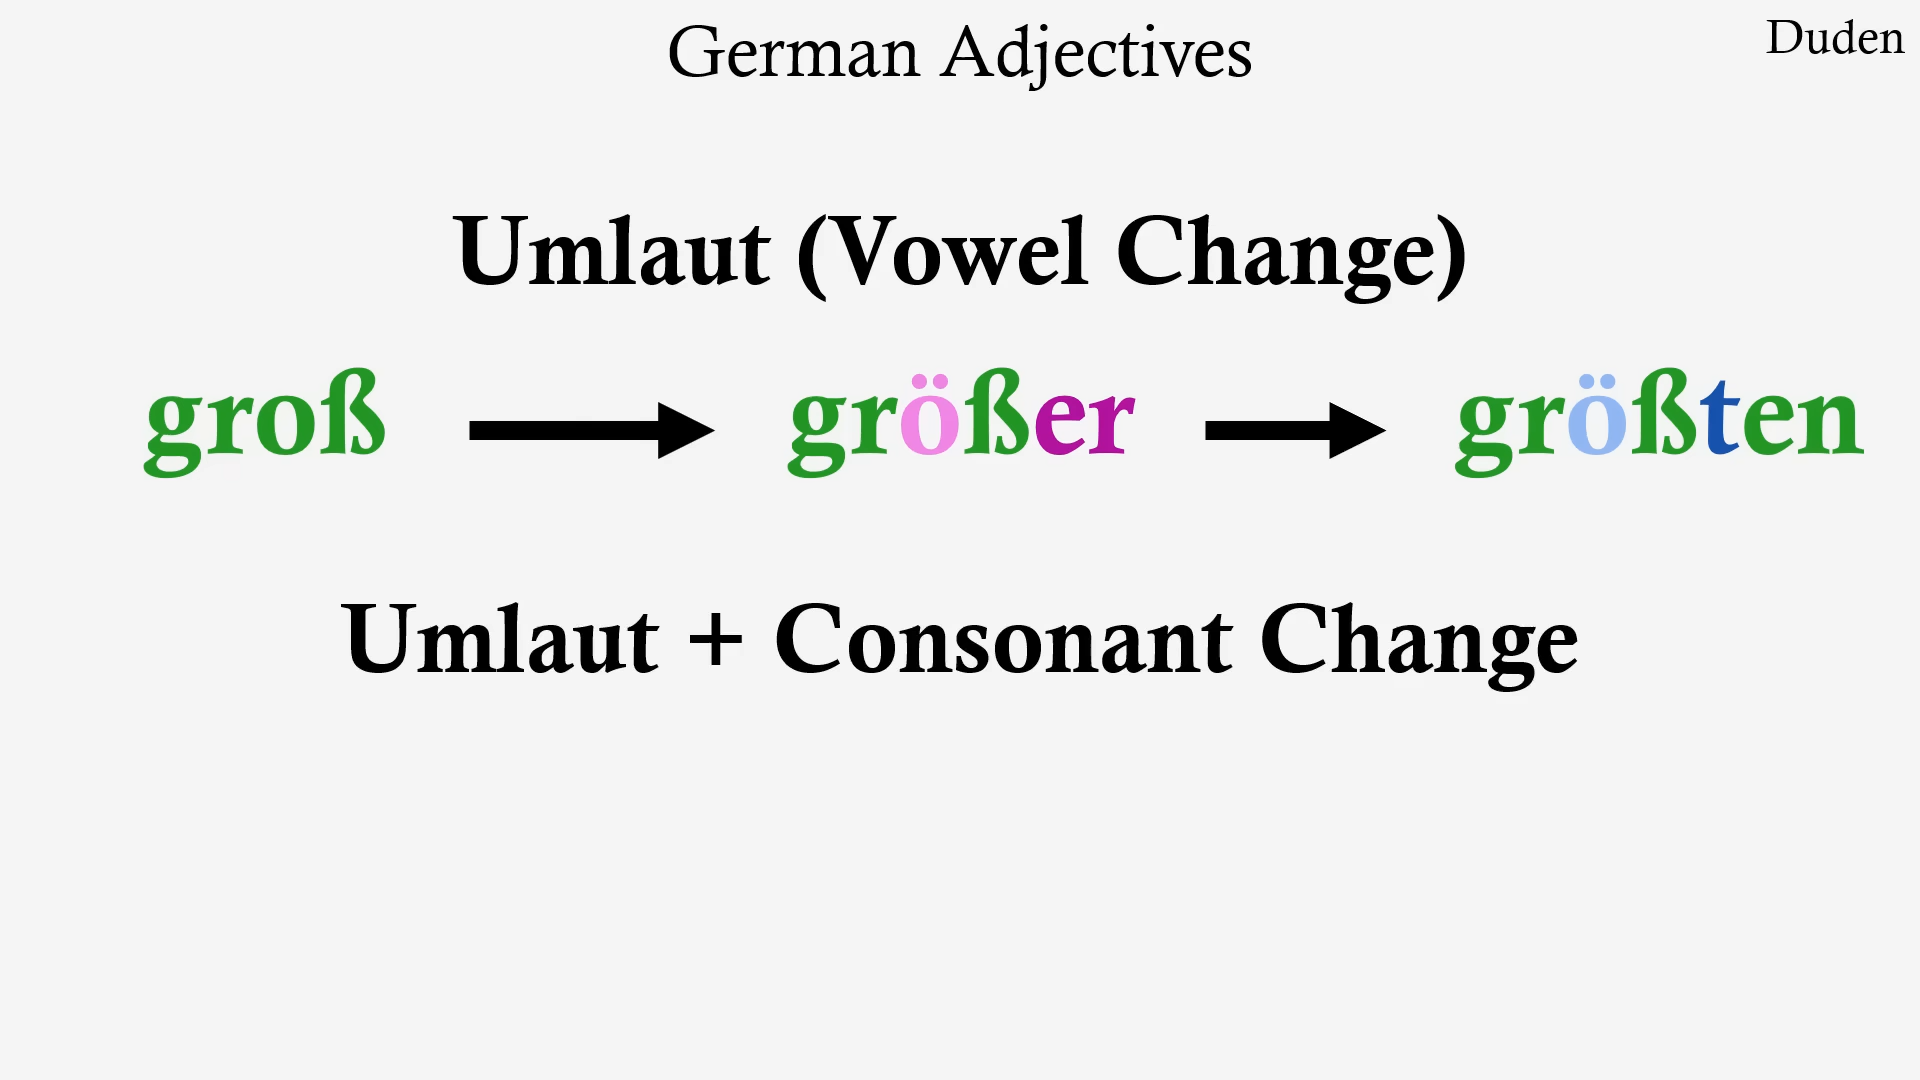 German Adjectives
Duden
Umlaut (Vowel Change)
groß → größer → größten
Umlaut + Consonant Change